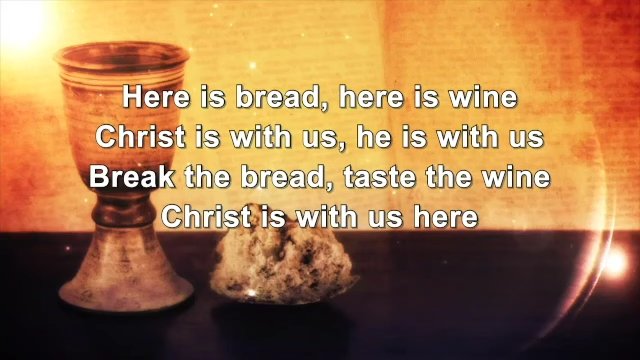 Here is bread, here is wine
Christ is with us, he is with us
Break the bread, taste the wine
Christ is with us here